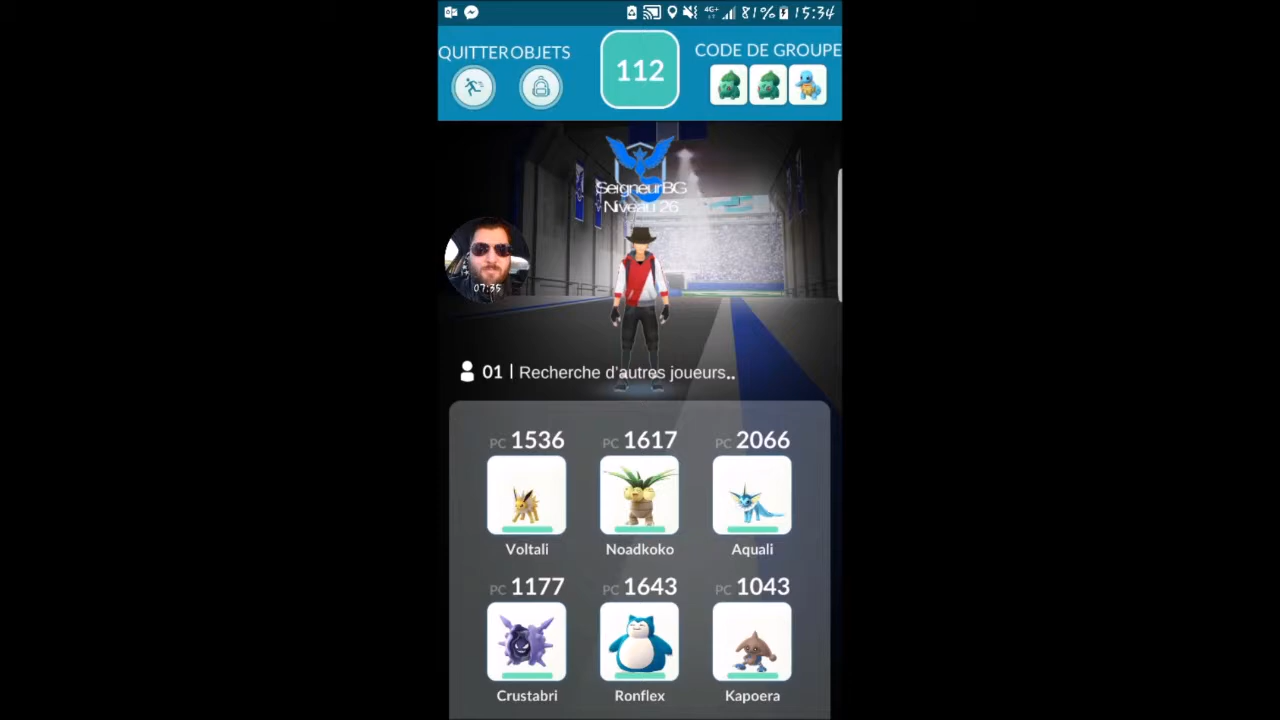 4G+ 81% 15:34
QUITTER OBJETS 112 CODE DE GROUPE
SeigneurBG
Niveau 26
07:35
01 | Recherche d'autres joueurs..
PC 1536 PC 1617 PC 2066
Voltali Noadkoko Aquali
PC 1177 PC 1643 PC 1043
Crustabri Ronflex Kapoera